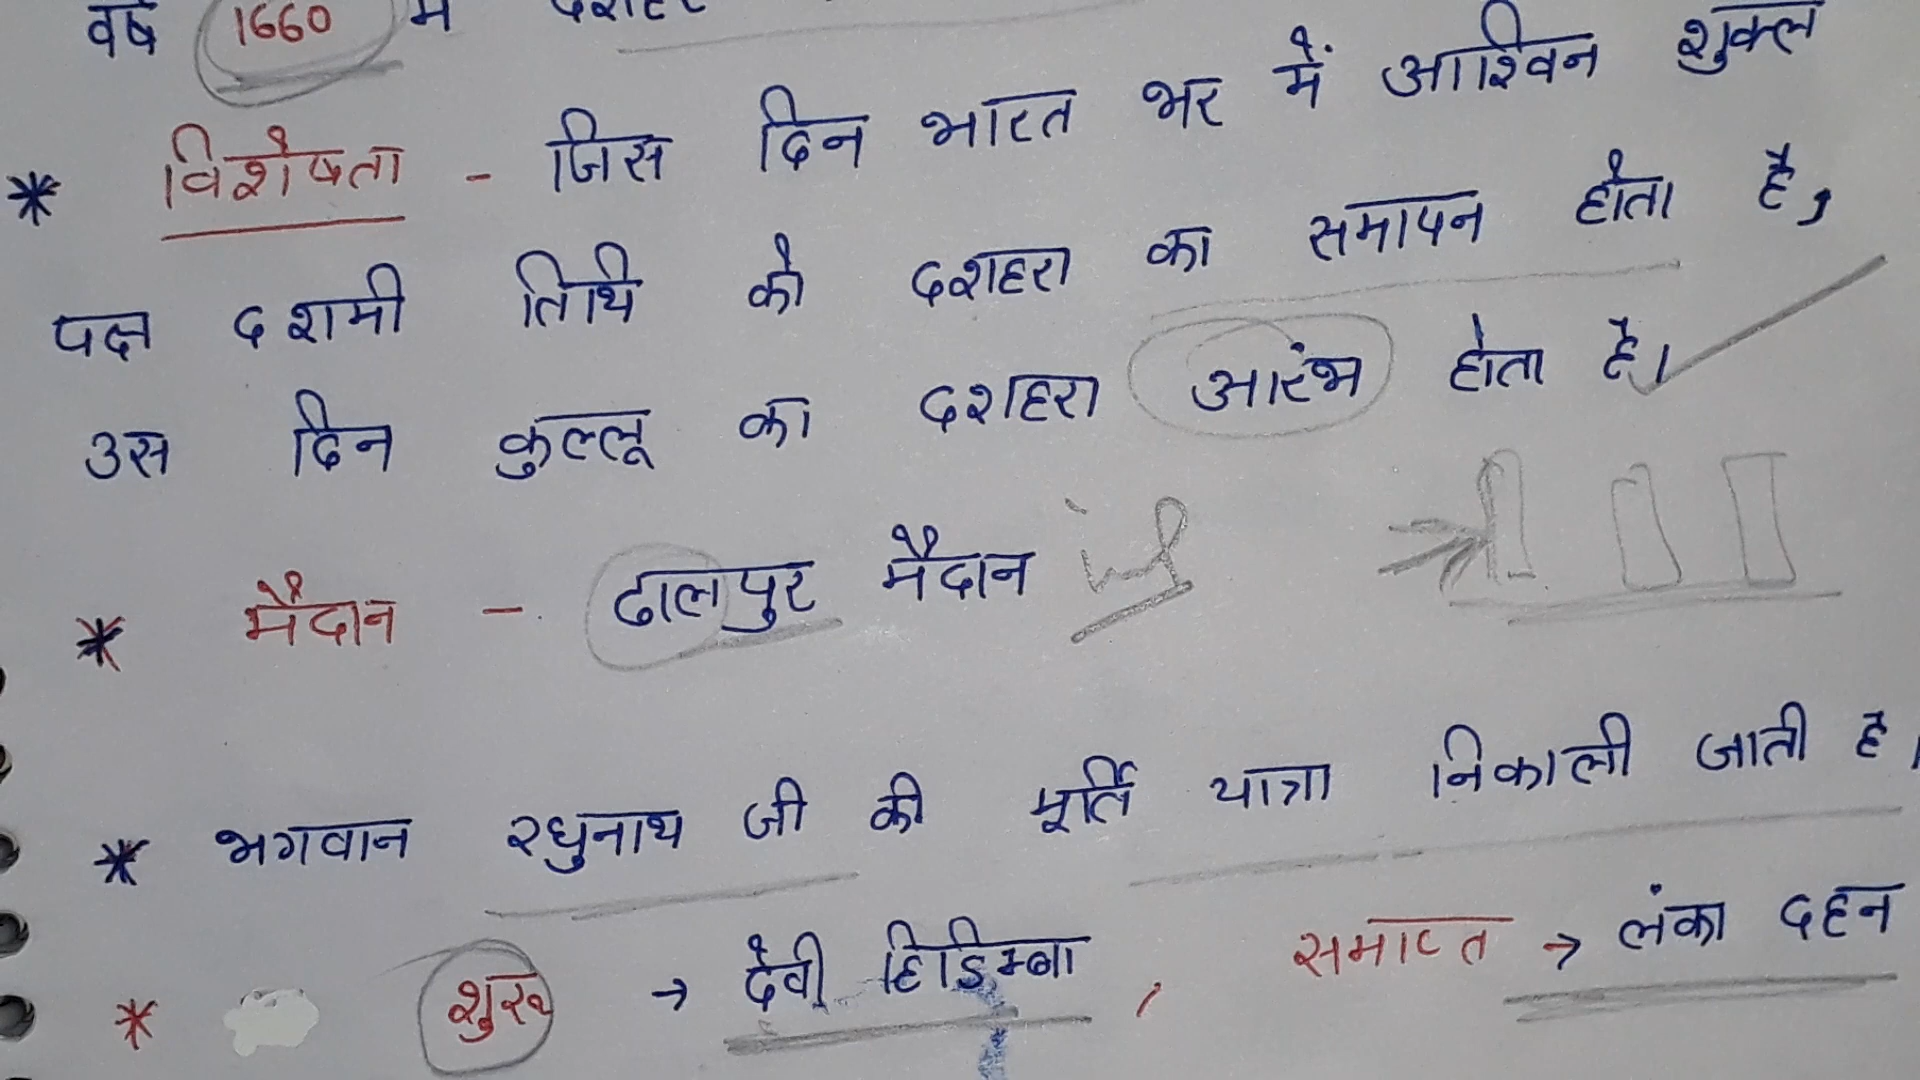 वर्ष 1660 में
* विशेषता - जिस दिन भारत भर में आश्विन शुक्ल
पक्ष दशमी तिथि को दशहरा का समापन होता है,
उस दिन कुल्लू का दशहरा आरंभ होता है।
* मैदान - ढालपुर मैदान
* भगवान रघुनाथ जी की मूर्ति यात्रा निकाली जाती है।
* शुरू → देवी हिडिम्बा, समाप्त → लंका दहन